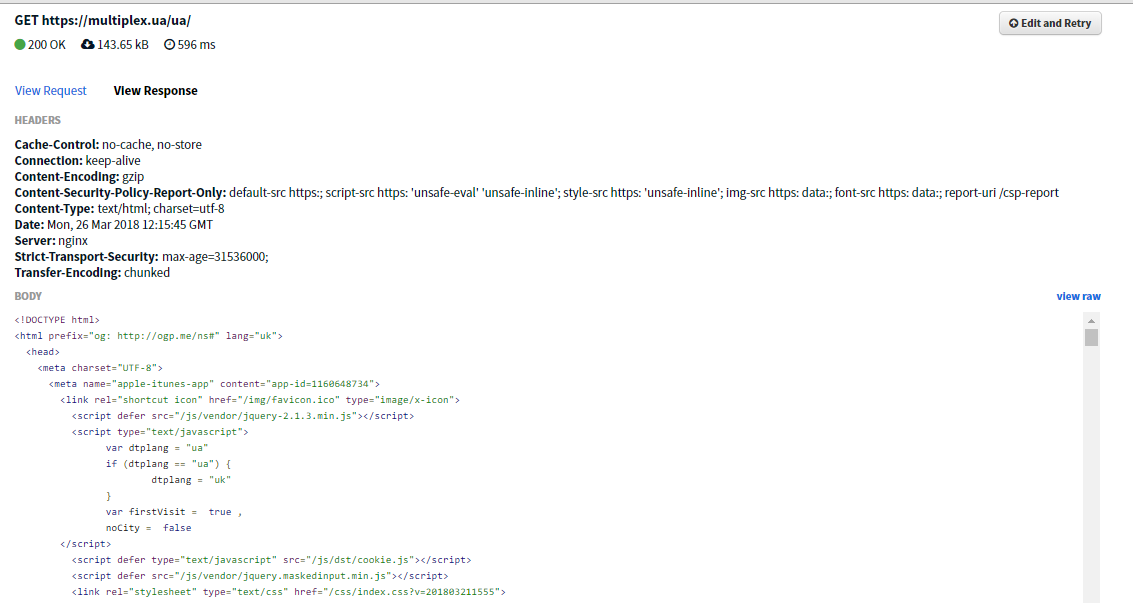 GET https://multiplex.ua/ua/
Edit and Retry
200 OK 143.65 kB 596 ms
View Request View Response
HEADERS
Cache-Control: no-cache, no-store
Connection: keep-alive
Content-Encoding: gzip
Content-Security-Policy-Report-Only: default-src https:; script-src https: 'unsafe-eval' 'unsafe-inline'; style-src https: 'unsafe-inline'; img-src https: data:; font-src https: data:; report-uri /csp-report
Content-Type: text/html; charset=utf-8
Date: Mon, 26 Mar 2018 12:15:45 GMT
Server: nginx
Strict-Transport-Security: max-age=31536000;
Transfer-Encoding: chunked
BODY view raw
<!DOCTYPE html>
<html prefix="og: http://ogp.me/ns#" lang="uk">
<head>
<meta charset="UTF-8">
<meta name="apple-itunes-app" content="app-id=1160648734">
<link rel="shortcut icon" href="/img/favicon.ico" type="image/x-icon">
<script defer src="/js/vendor/jquery-2.1.3.min.js"></script>
<script type="text/javascript">
var dtplang = "ua"
if (dtplang == "ua") {
dtplang = "uk"
}
var firstVisit = true ,
noCity = false
</script>
<script defer type="text/javascript" src="/js/dst/cookie.js"></script>
<script defer src="/js/vendor/jquery.maskedinput.min.js"></script>
<link rel="stylesheet" type="text/css" href="/css/index.css?v=201803211555">